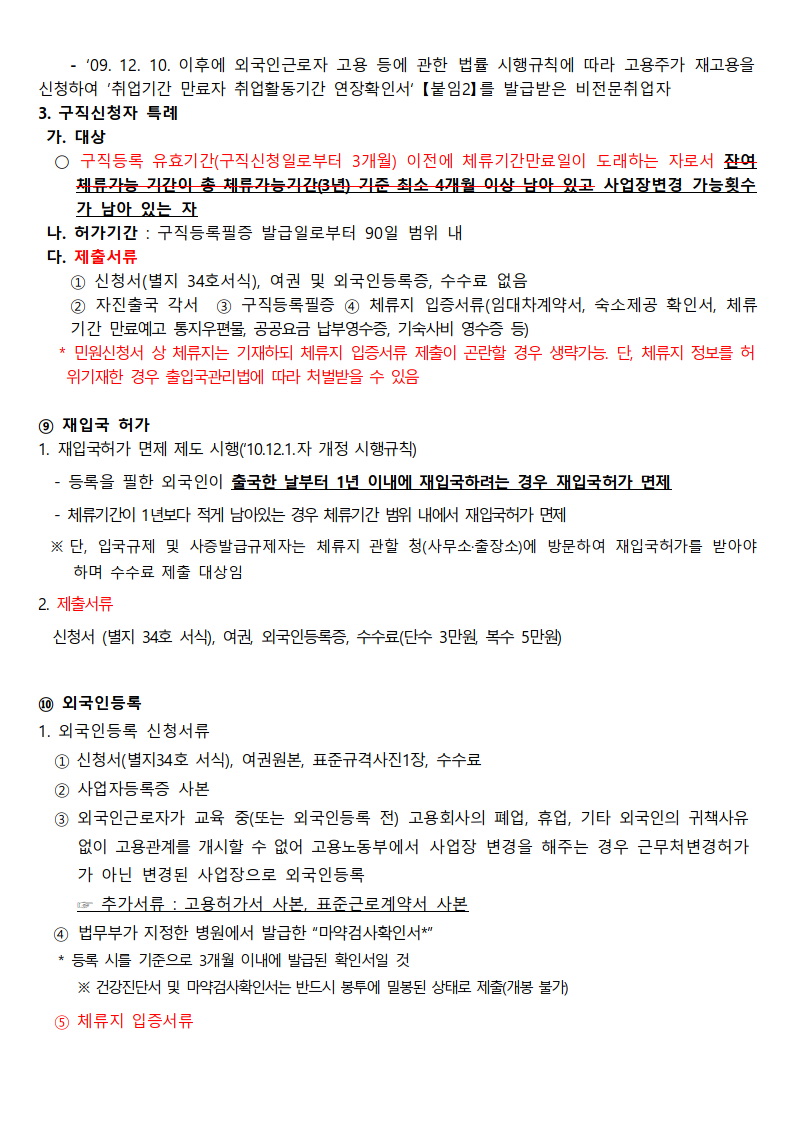 - ‘09. 12. 10. 이후에 외국인근로자 고용 등에 관한 법률 시행규칙에 따라 고용주가 재고용을
신청하여 ’취업기간 만료자 취업활동기간 연장확인서‘【붙임2】를 발급받은 비전문취업자
3. 구직신청자 특례
가. 대상
○ 구직등록 유효기간(구직신청일로부터 3개월) 이전에 체류기간만료일이 도래하는 자로서 잔여
체류가능 기간이 총 체류가능기간(3년) 기준 최소 4개월 이상 남아 있고 사업장변경 가능횟수
가 남아 있는 자
나. 허가기간 : 구직등록필증 발급일로부터 90일 범위 내
다. 제출서류
① 신청서(별지 34호서식), 여권 및 외국인등록증, 수수료 없음
② 자진출국 각서 ③ 구직등록필증 ④ 체류지 입증서류(임대차계약서, 숙소제공 확인서, 체류
기간 만료예고 통지우편물, 공공요금 납부영수증, 기숙사비 영수증 등)
* 민원신청서 상 체류지는 기재하되 체류지 입증서류 제출이 곤란할 경우 생략가능. 단, 체류지 정보를 허
위기재한 경우 출입국관리법에 따라 처벌받을 수 있음
⑨ 재입국 허가
1. 재입국허가 면제 제도 시행(‘10.12.1.자 개정 시행규칙)
- 등록을 필한 외국인이 출국한 날부터 1년 이내에 재입국하려는 경우 재입국허가 면제
- 체류기간이 1년보다 적게 남아있는 경우 체류기간 범위 내에서 재입국허가 면제
※ 단, 입국규제 및 사증발급규제자는 체류지 관할 청(사무소·출장소)에 방문하여 재입국허가를 받아야
하며 수수료 제출 대상임
2. 제출서류
신청서 (별지 34호 서식), 여권, 외국인등록증, 수수료(단수 3만원, 복수 5만원)
⑩ 외국인등록
1. 외국인등록 신청서류
① 신청서(별지34호 서식), 여권원본, 표준규격사진1장, 수수료
② 사업자등록증 사본
③ 외국인근로자가 교육 중(또는 외국인등록 전) 고용회사의 폐업, 휴업, 기타 외국인의 귀책사유
없이 고용관계를 개시할 수 없어 고용노동부에서 사업장 변경을 해주는 경우 근무처변경허가
가 아닌 변경된 사업장으로 외국인등록
☞ 추가서류 : 고용허가서 사본, 표준근로계약서 사본
④ 법무부가 지정한 병원에서 발급한 “마약검사확인서*”
* 등록 시를 기준으로 3개월 이내에 발급된 확인서일 것
※ 건강진단서 및 마약검사확인서는 반드시 봉투에 밀봉된 상태로 제출(개봉 불가)
⑤ 체류지 입증서류